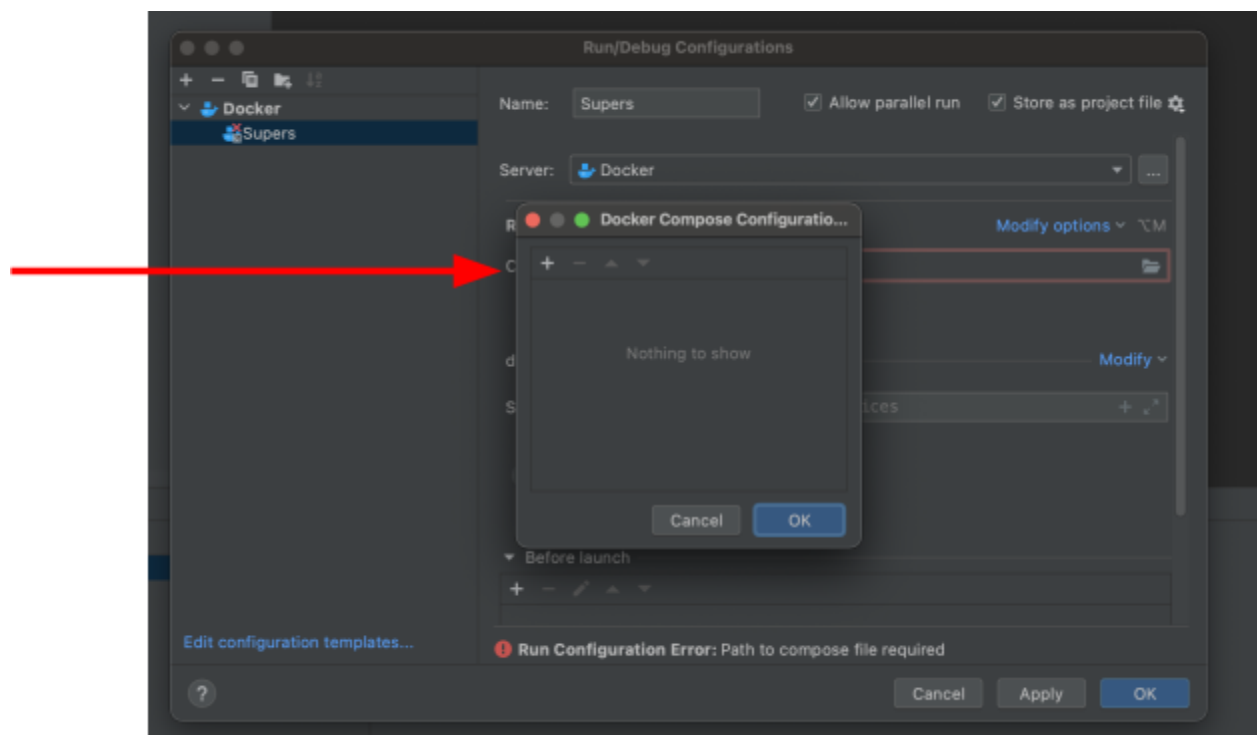 Run/Debug Configurations
Docker
Supers
Name: Supers Allow parallel run Store as project file
Server: Docker ...
R Docker Compose Configuratio... Modify options ⌥M
C
Nothing to show
d Modify
S ices
Cancel OK
Before launch
Edit configuration templates...
Run Configuration Error: Path to compose file required
? Cancel Apply OK